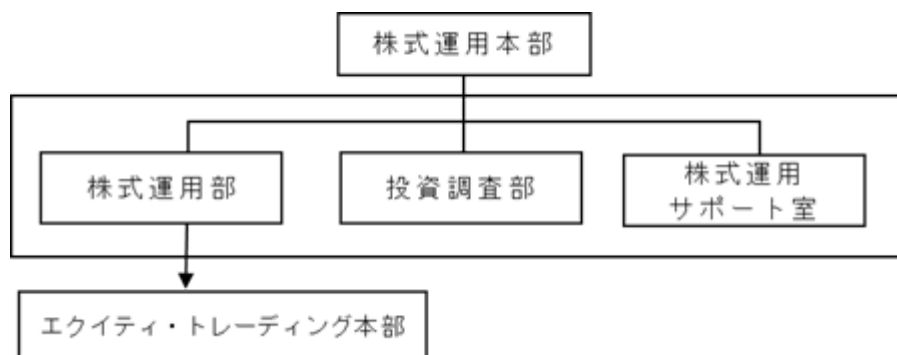 株式運用本部
株式運用部
投資調査部
株式運用
サポート室
エクイティ・トレーディング本部